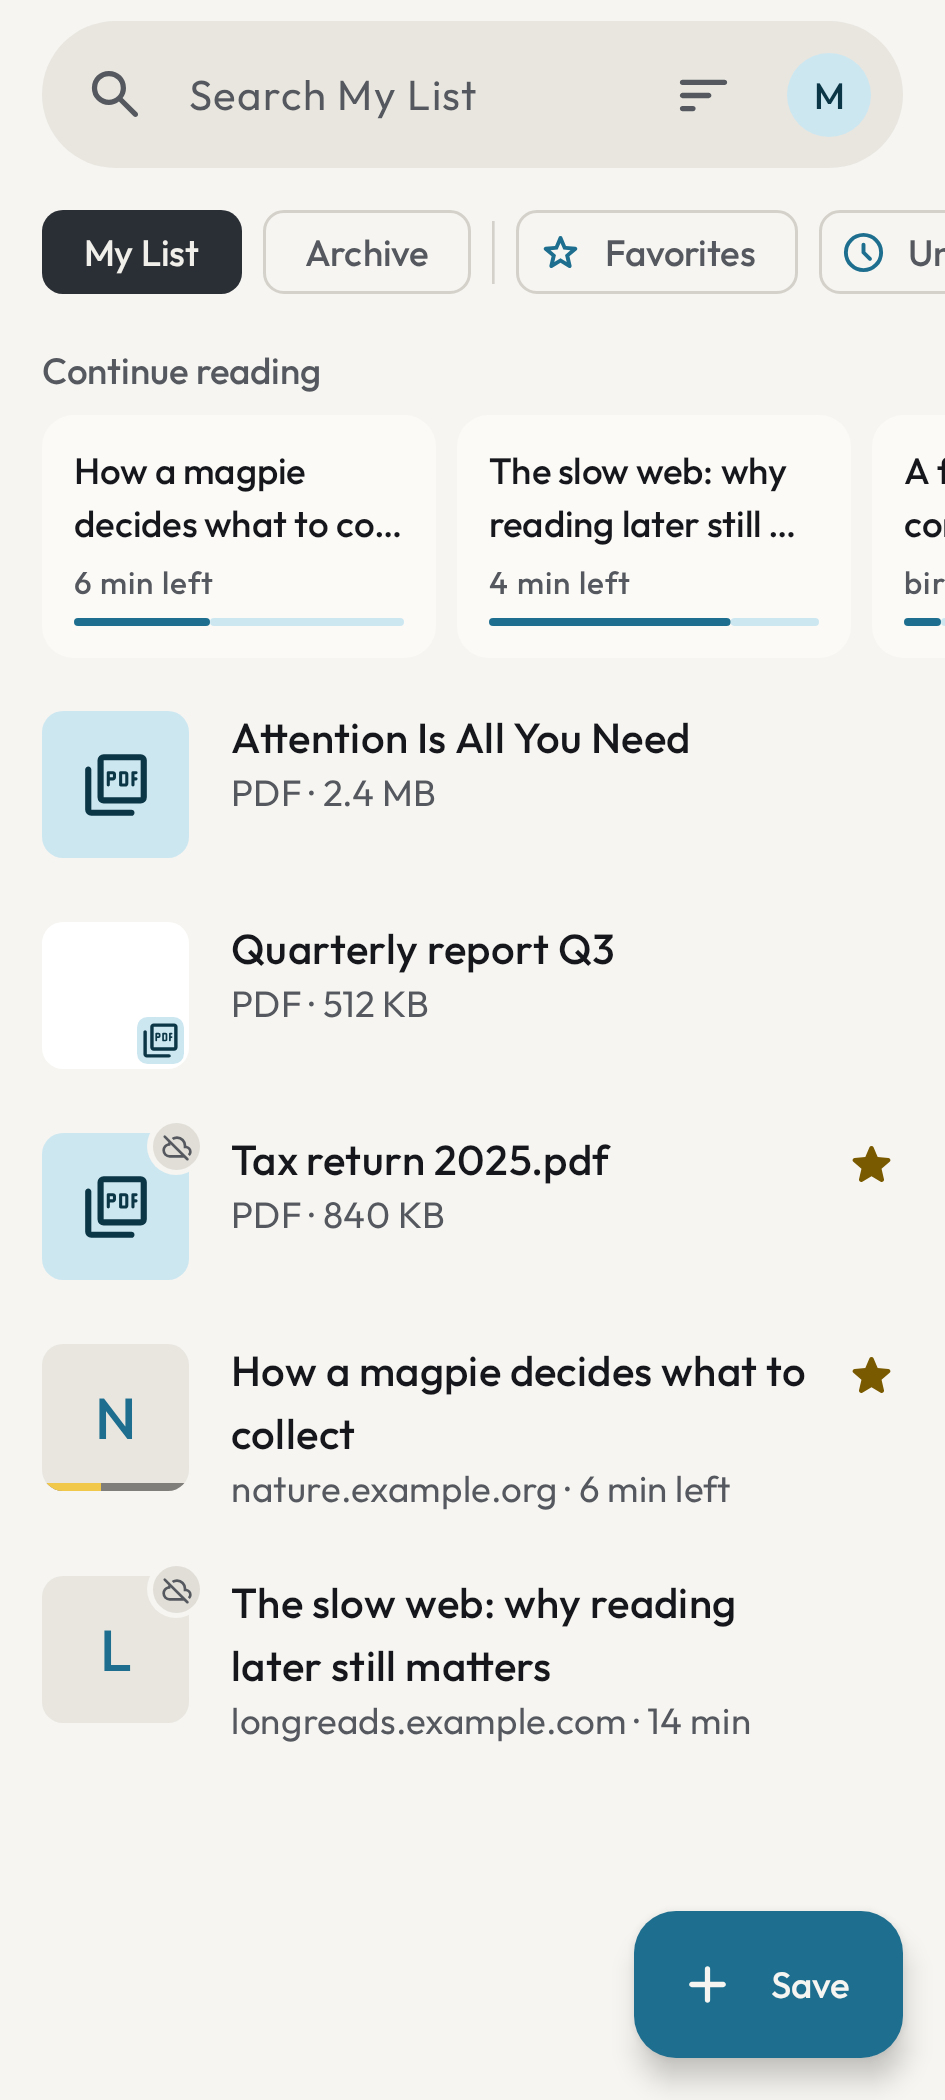 Search My List
M
My List
Archive
Favorites
Continue reading
How a magpie
decides what to co...
6 min left
The slow web: why
reading later still ...
4 min left
A
Attention Is All You Need
PDF · 2.4 MB
Quarterly report Q3
PDF · 512 KB
PDF
Tax return 2025.pdf
PDF · 840 KB
PDF
How a magpie decides what to
collect
nature.example.org · 6 min left
N
The slow web: why reading
later still matters
longreads.example.com · 14 min
L
Save